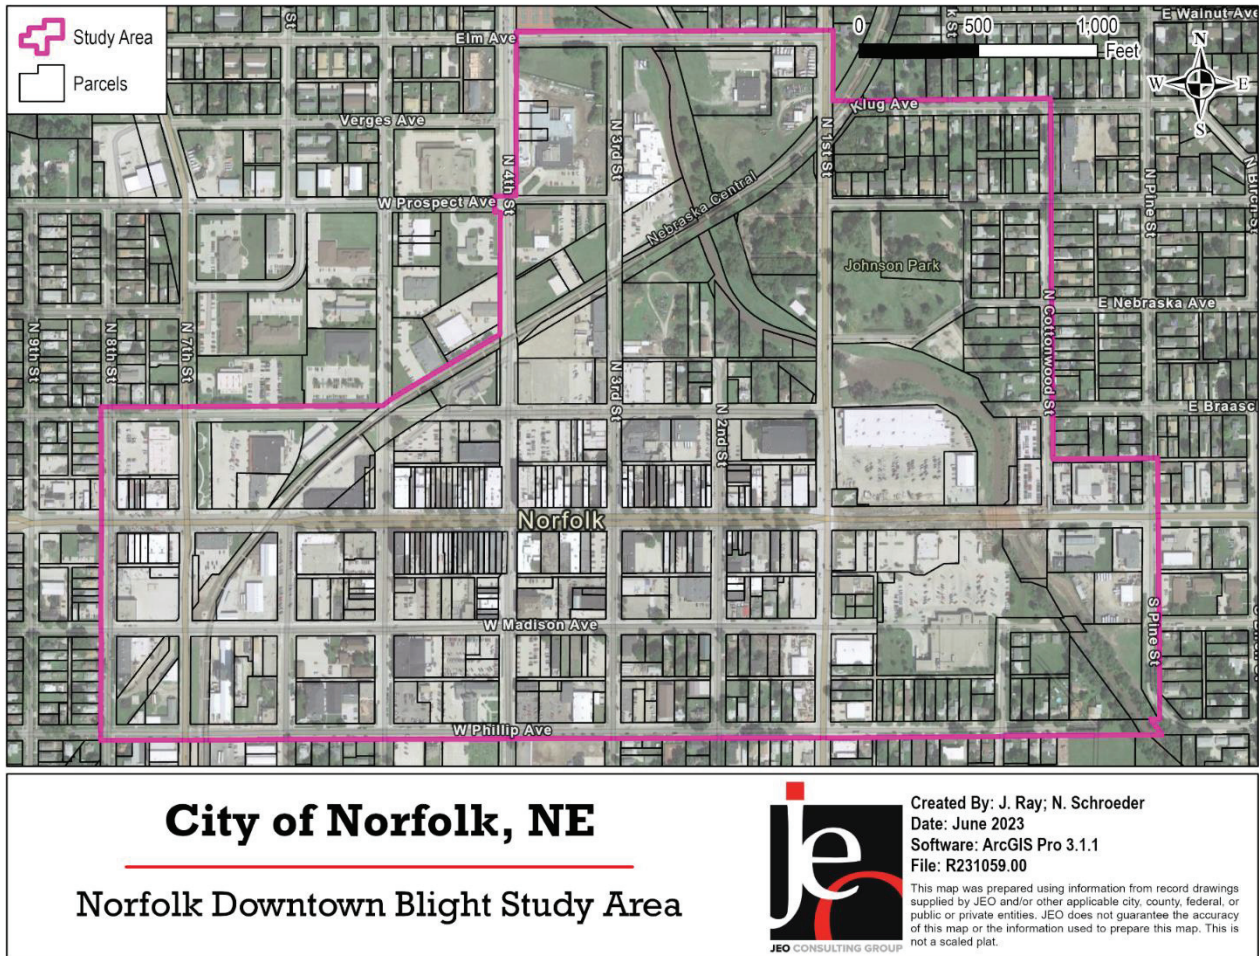 Study Area
Parcels
St
Elm Ave
K St
0 500 1,000
Feet
E Walnut Ave
N
W E
S
Verges Ave
Klug Ave
N 3rd St
N 1st St
N 4th St
N Pine St
W Prospect Ave
Nebraska Central
Johnson Park
E Nebraska Ave
N 9th St
N 8th St
N 7th St
N Cottonwood St
N 3rd St
N 2nd St
E Braasc
Norfolk
W Madison Ave
S Pine St
W Phillip Ave
City of Norfolk, NE
Norfolk Downtown Blight Study Area
jeo
JEO CONSULTING GROUP
Created By: J. Ray; N. Schroeder
Date: June 2023
Software: ArcGIS Pro 3.1.1
File: R231059.00
This map was prepared using information from record drawings
supplied by JEO and/or other applicable city, county, federal, or
public or private entities. JEO does not guarantee the accuracy
of this map or the information used to prepare this map. This is
not a scaled plat.